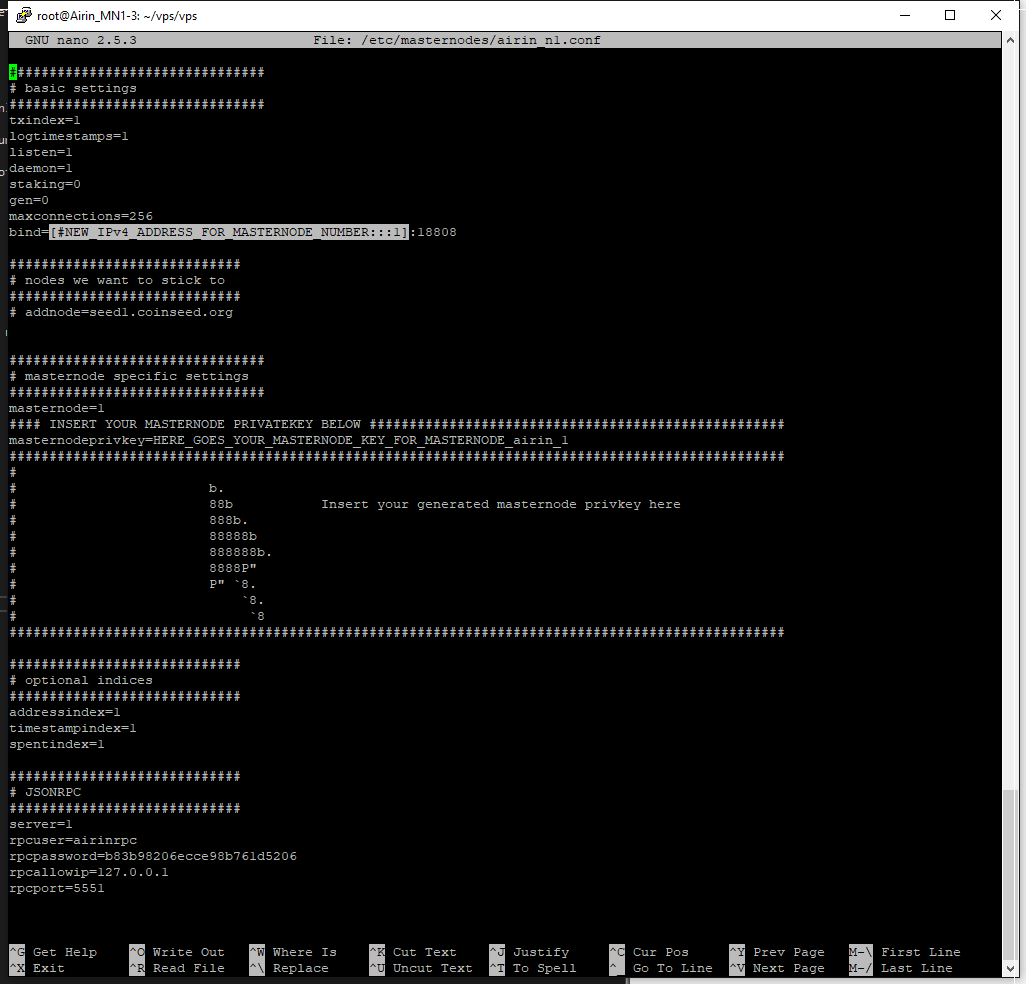 root@Airin_MN1-3: ~/vps/vps
GNU nano 2.5.3 File: /etc/masternodes/airin_n1.conf
################################
# basic settings
################################
txindex=1
logtimestamps=1
listen=1
daemon=1
staking=0
gen=0
maxconnections=256
bind=[#NEW_IPv4_ADDRESS_FOR_MASTERNODE_NUMBER:::1]:18808
#############################
# nodes we want to stick to
#############################
# addnode=seed1.coinseed.org
################################
# masternode specific settings
################################
masternode=1
#### INSERT YOUR MASTERNODE PRIVATEKEY BELOW ####################################################
masternodeprivkey=HERE_GOES_YOUR_MASTERNODE_KEY_FOR_MASTERNODE_airin_1
#################################################################################################
#
# b.
# 88b Insert your generated masternode privkey here
# 888b.
# 88888b
# 888888b.
# 8888P"
# P" `8.
# `8.
# `8
#################################################################################################
#############################
# optional indices
#############################
addressindex=1
timestampindex=1
spentindex=1
#############################
# JSONRPC
#############################
server=1
rpcuser=airinrpc
rpcpassword=b83b98206ecce98b761d5206
rpcallowip=127.0.0.1
rpcport=5551
^G Get Help ^O Write Out ^W Where Is ^K Cut Text ^J Justify ^C Cur Pos ^Y Prev Page M-\ First Line
^X Exit ^R Read File ^\ Replace ^U Uncut Text ^T To Spell ^_ Go To Line ^V Next Page M-/ Last Line